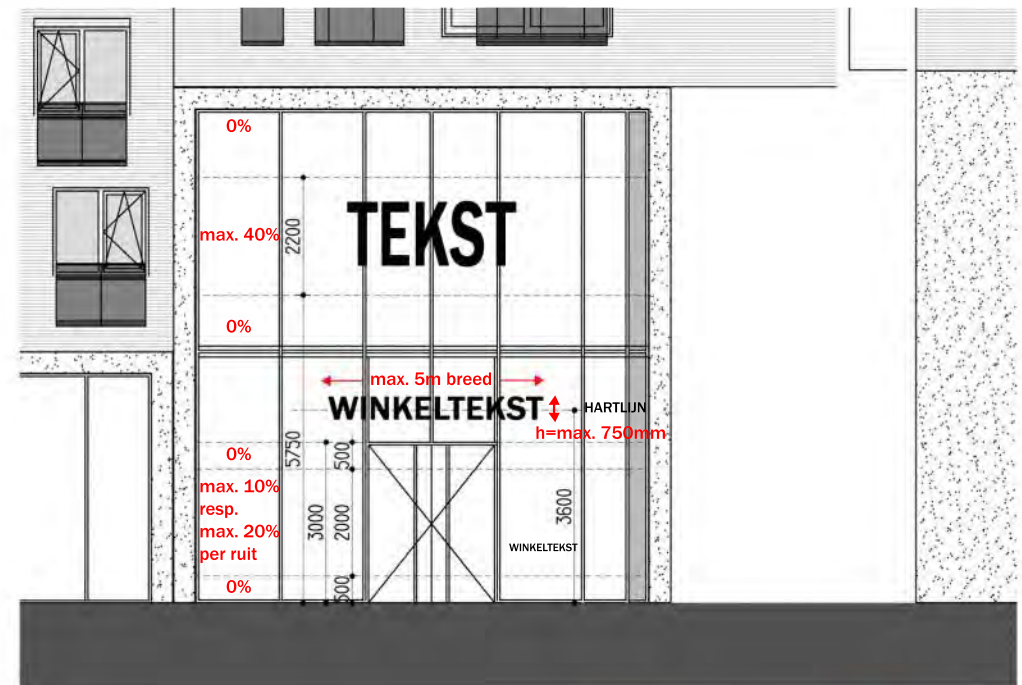 0%
TEKST
max. 40%
2200
0%
max. 5m breed
WINKELTEKST
HARTLIJN
h=max. 750mm
5750
500
0%
max. 10%
resp.
max. 20%
per ruit
3000
2000
3600
WINKELTEKST
0%
500